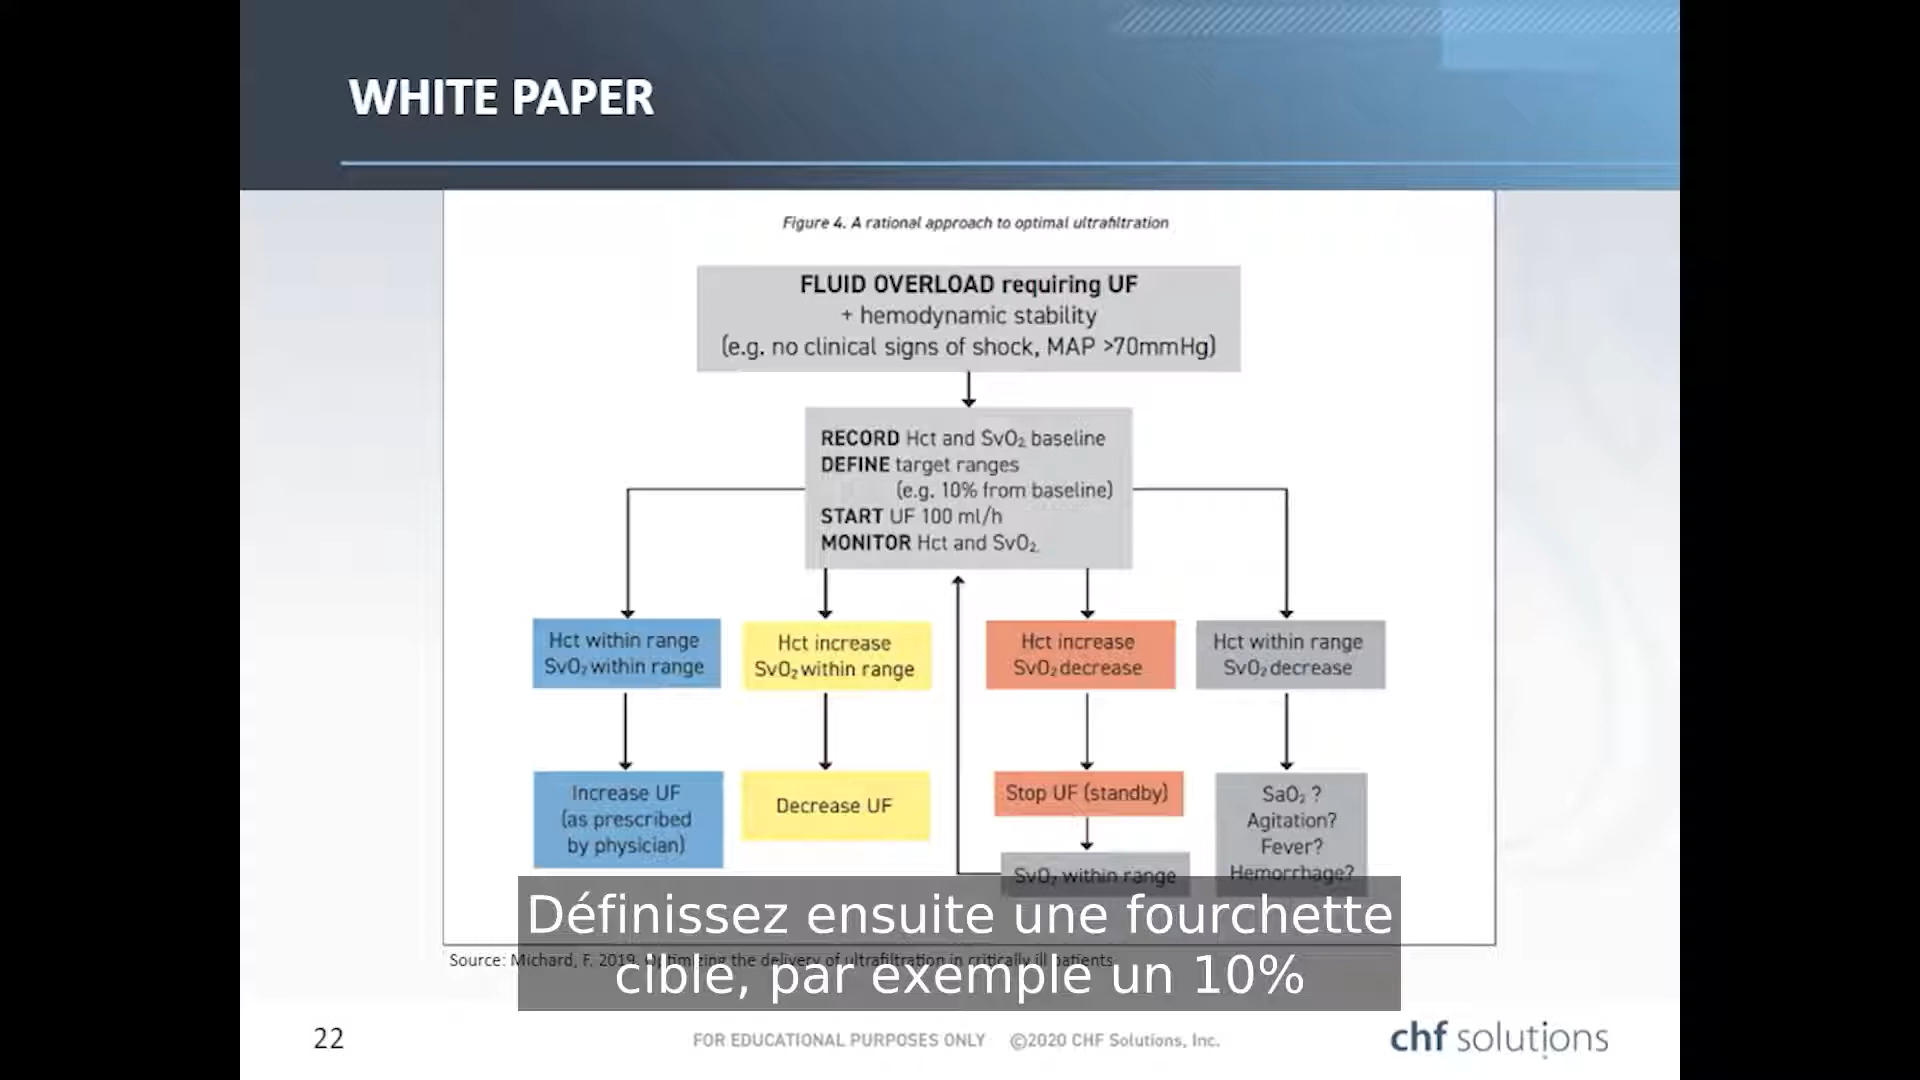 WHITE PAPER
Figure 4. A rational approach to optimal ultrafiltration
FLUID OVERLOAD requiring UF
+ hemodynamic stability
(e.g. no clinical signs of shock, MAP >70mmHg)
RECORD Hct and SvO₂ baseline
DEFINE target ranges
(e.g. 10% from baseline)
START UF 100 ml/h
MONITOR Hct and SvO₂
Hct within range
SvO₂ within range
Hct increase
SvO₂ within range
Hct increase
SvO₂ decrease
Hct within range
SvO₂ decrease
Increase UF
(as prescribed
by physician)
Decrease UF
Stop UF (standby)
SvO₂ within range
SaO₂ ?
Agitation?
Fever?
Hemorrhage?
Définissez ensuite une fourchette
cible, par exemple un 10%
Source: Michard, F. 2019. Optimizing the delivery of ultrafiltration in critically ill patients
22
FOR EDUCATIONAL PURPOSES ONLY ©2020 CHF Solutions, Inc.
chf solutions